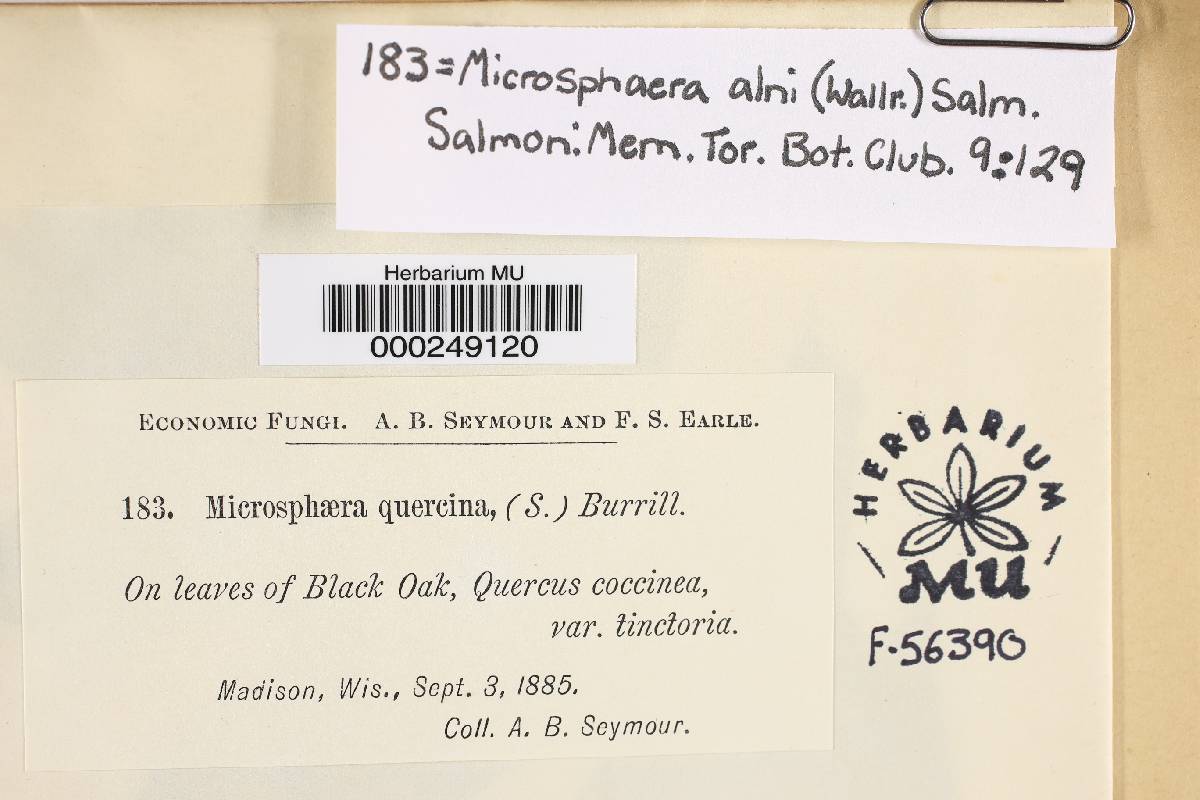 183=Microsphaera alni (Wallr.) Salm.
Salmon: Mem. Tor. Bot. Club. 9:129
Herbarium MU
000249120
ECONOMIC FUNGI. A. B. SEYMOUR AND F. S. EARLE.
183. Microsphæra quercina, (S.) Burrill.
On leaves of Black Oak, Quercus coccinea,
var. tinctoria.
Madison, Wis., Sept. 3, 1885.
Coll. A. B. Seymour.
HERBARIUM
MU
F-56390